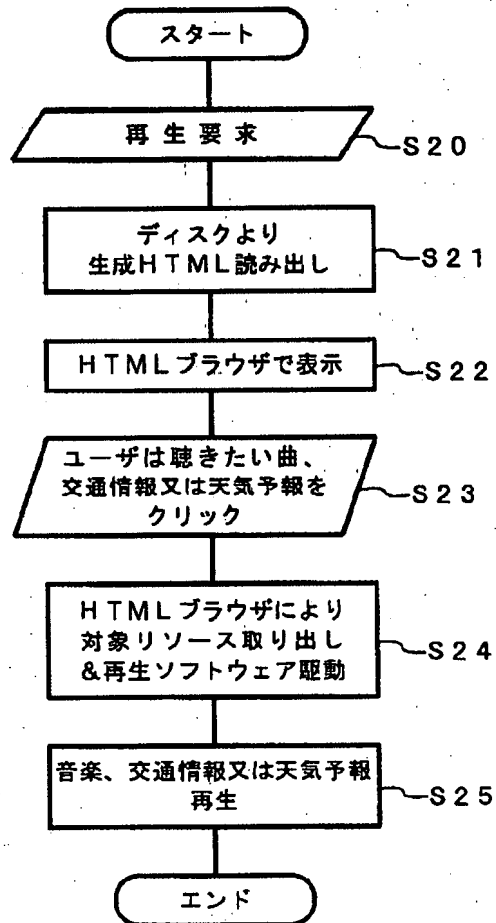 スタート
再生要求
S20
ディスクより
生成HTML読み出し
S21
HTMLブラウザで表示
S22
ユーザは聴きたい曲、
交通情報又は天気予報を
クリック
S23
HTMLブラウザにより
対象リソース取り出し
&再生ソフトウェア駆動
S24
音楽、交通情報又は天気予報
再生
S25
エンド